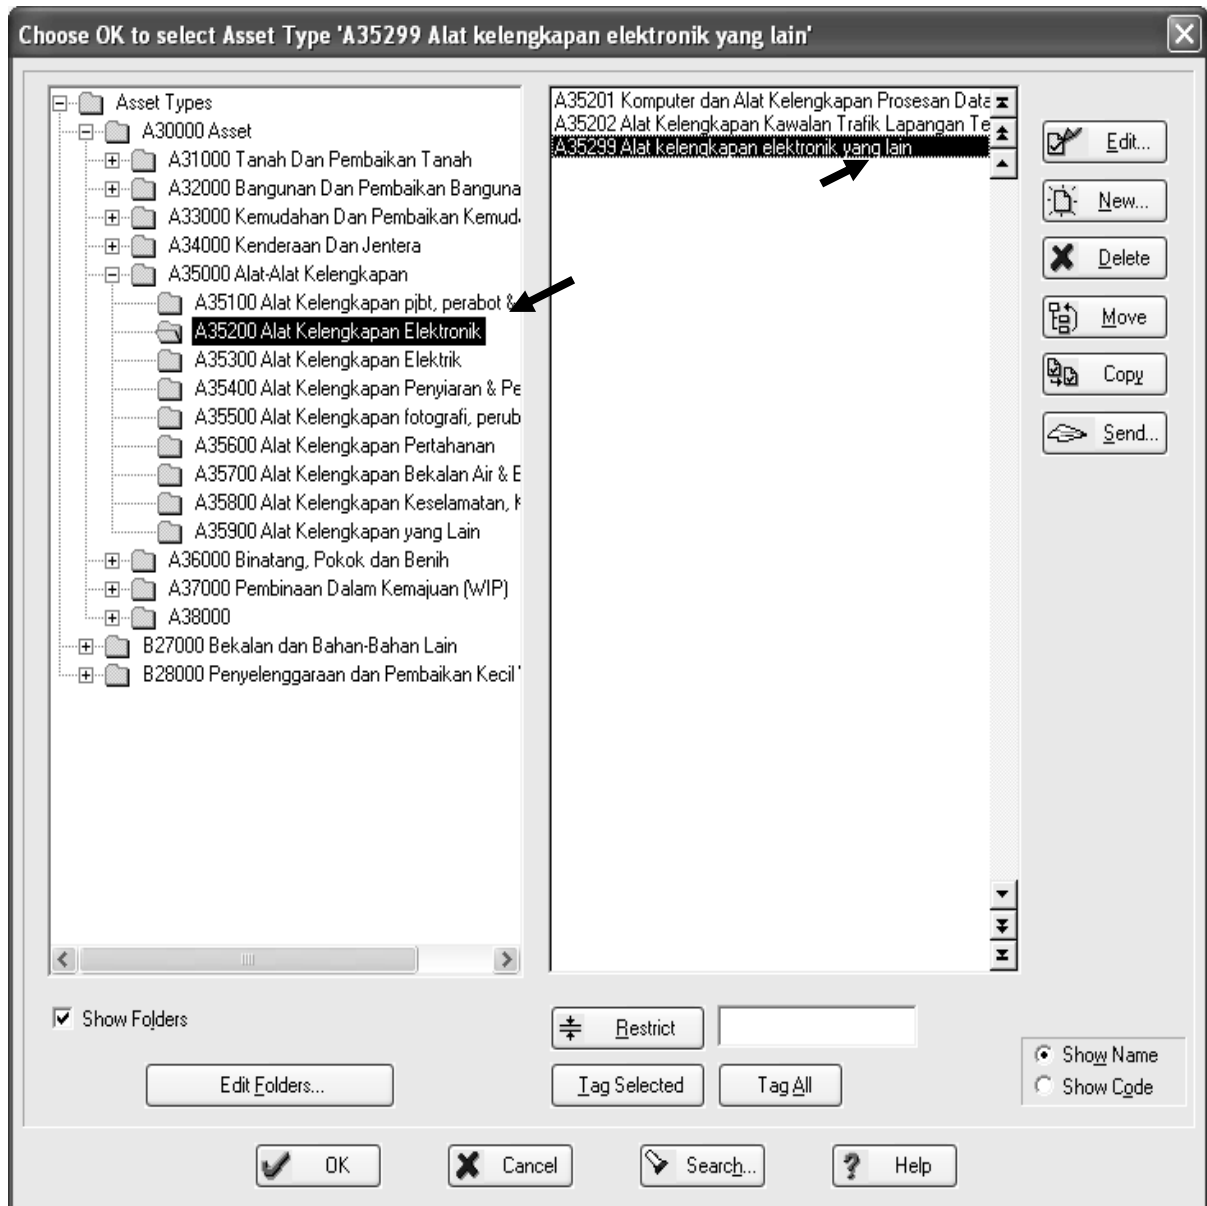 Choose OK to select Asset Type 'A35299 Alat kelengkapan elektronik yang lain'
Asset Types
A30000 Asset
A31000 Tanah Dan Pembaikan Tanah
A32000 Bangunan Dan Pembaikan Banguna
A33000 Kemudahan Dan Pembaikan Kemud
A34000 Kenderaan Dan Jentera
A35000 Alat-Alat Kelengkapan
A35100 Alat Kelengkapan pjbt, perabot &
A35200 Alat Kelengkapan Elektronik
A35300 Alat Kelengkapan Elektrik
A35400 Alat Kelengkapan Penyiaran & Pe
A35500 Alat Kelengkapan fotografi, perub
A35600 Alat Kelengkapan Pertahanan
A35700 Alat Kelengkapan Bekalan Air & E
A35800 Alat Kelengkapan Keselamatan, K
A35900 Alat Kelengkapan yang Lain
A36000 Binatang, Pokok dan Benih
A37000 Pembinaan Dalam Kemajuan (WIP)
A38000
B27000 Bekalan dan Bahan-Bahan Lain
B28000 Penyelenggaraan dan Pembaikan Kecil '
A35201 Komputer dan Alat Kelengkapan Prosesan Data
A35202 Alat Kelengkapan Kawalan Trafik Lapangan Te
A35299 Alat kelengkapan elektronik yang lain
Edit...
New...
Delete
Move
Copy
Send...
Show Folders
Edit Folders...
Restrict
Tag Selected
Tag All
Show Name
Show Code
OK
Cancel
Search...
Help